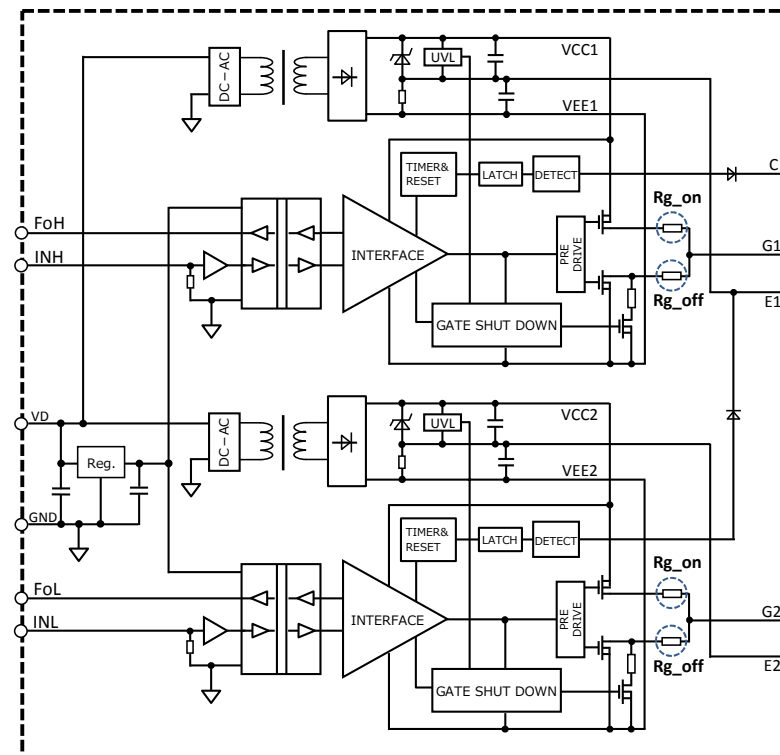 DC-AC
UVL
VCC1
VEE1
TIMER&
RESET
LATCH
DETECT
C
Rg_on
FoH
INH
INTERFACE
PRE
DRIVE
G1
Rg_off
E1
GATE SHUT DOWN
VD
DC-AC
UVL
VCC2
Reg.
VEE2
GND
TIMER&
RESET
LATCH
DETECT
Rg_on
FoL
INL
INTERFACE
PRE
DRIVE
G2
Rg_off
E2
GATE SHUT DOWN